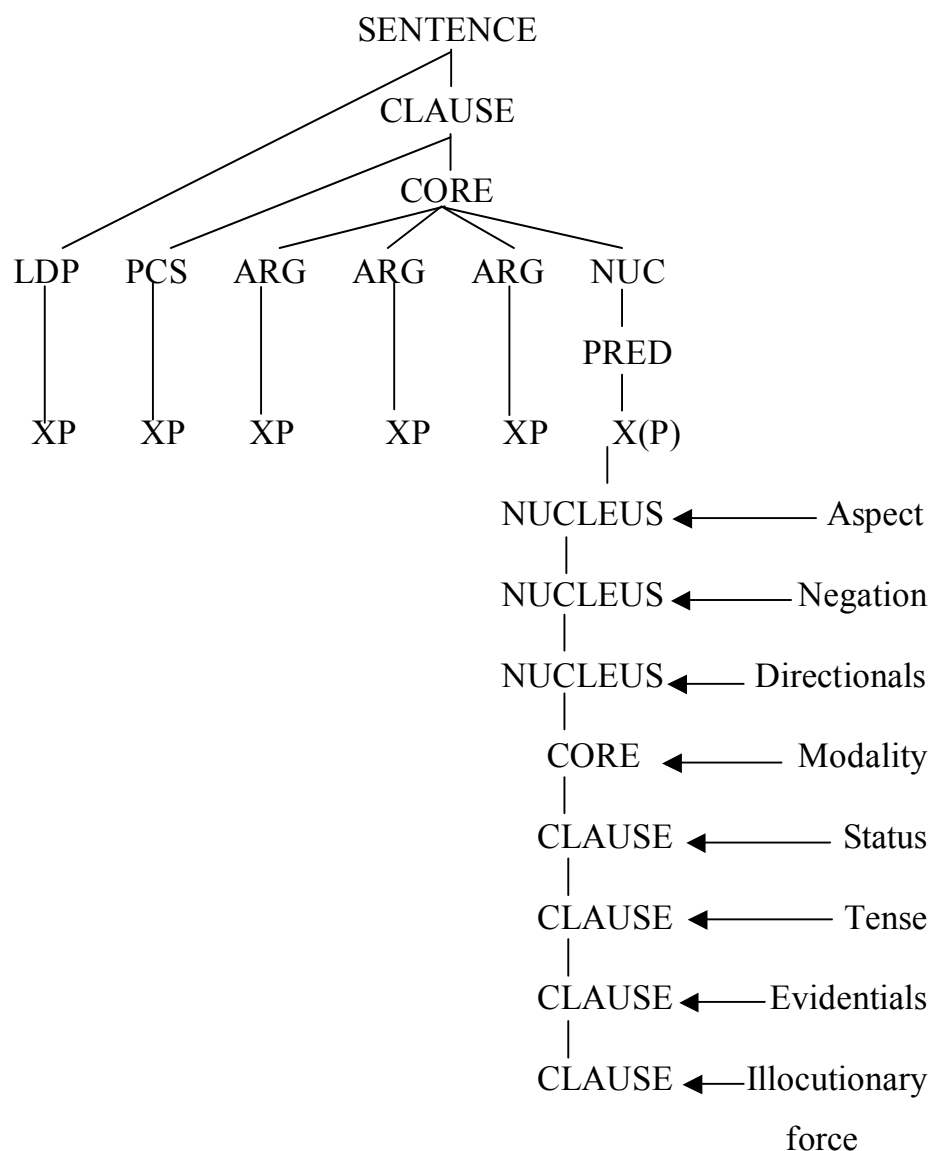 SENTENCE
CLAUSE
CORE
LDP PCS ARG ARG ARG NUC
PRED
XP XP XP XP XP X(P)
NUCLEUS Aspect
NUCLEUS Negation
NUCLEUS Directionals
CORE Modality
CLAUSE Status
CLAUSE Tense
CLAUSE Evidentials
CLAUSE Illocutionary
force